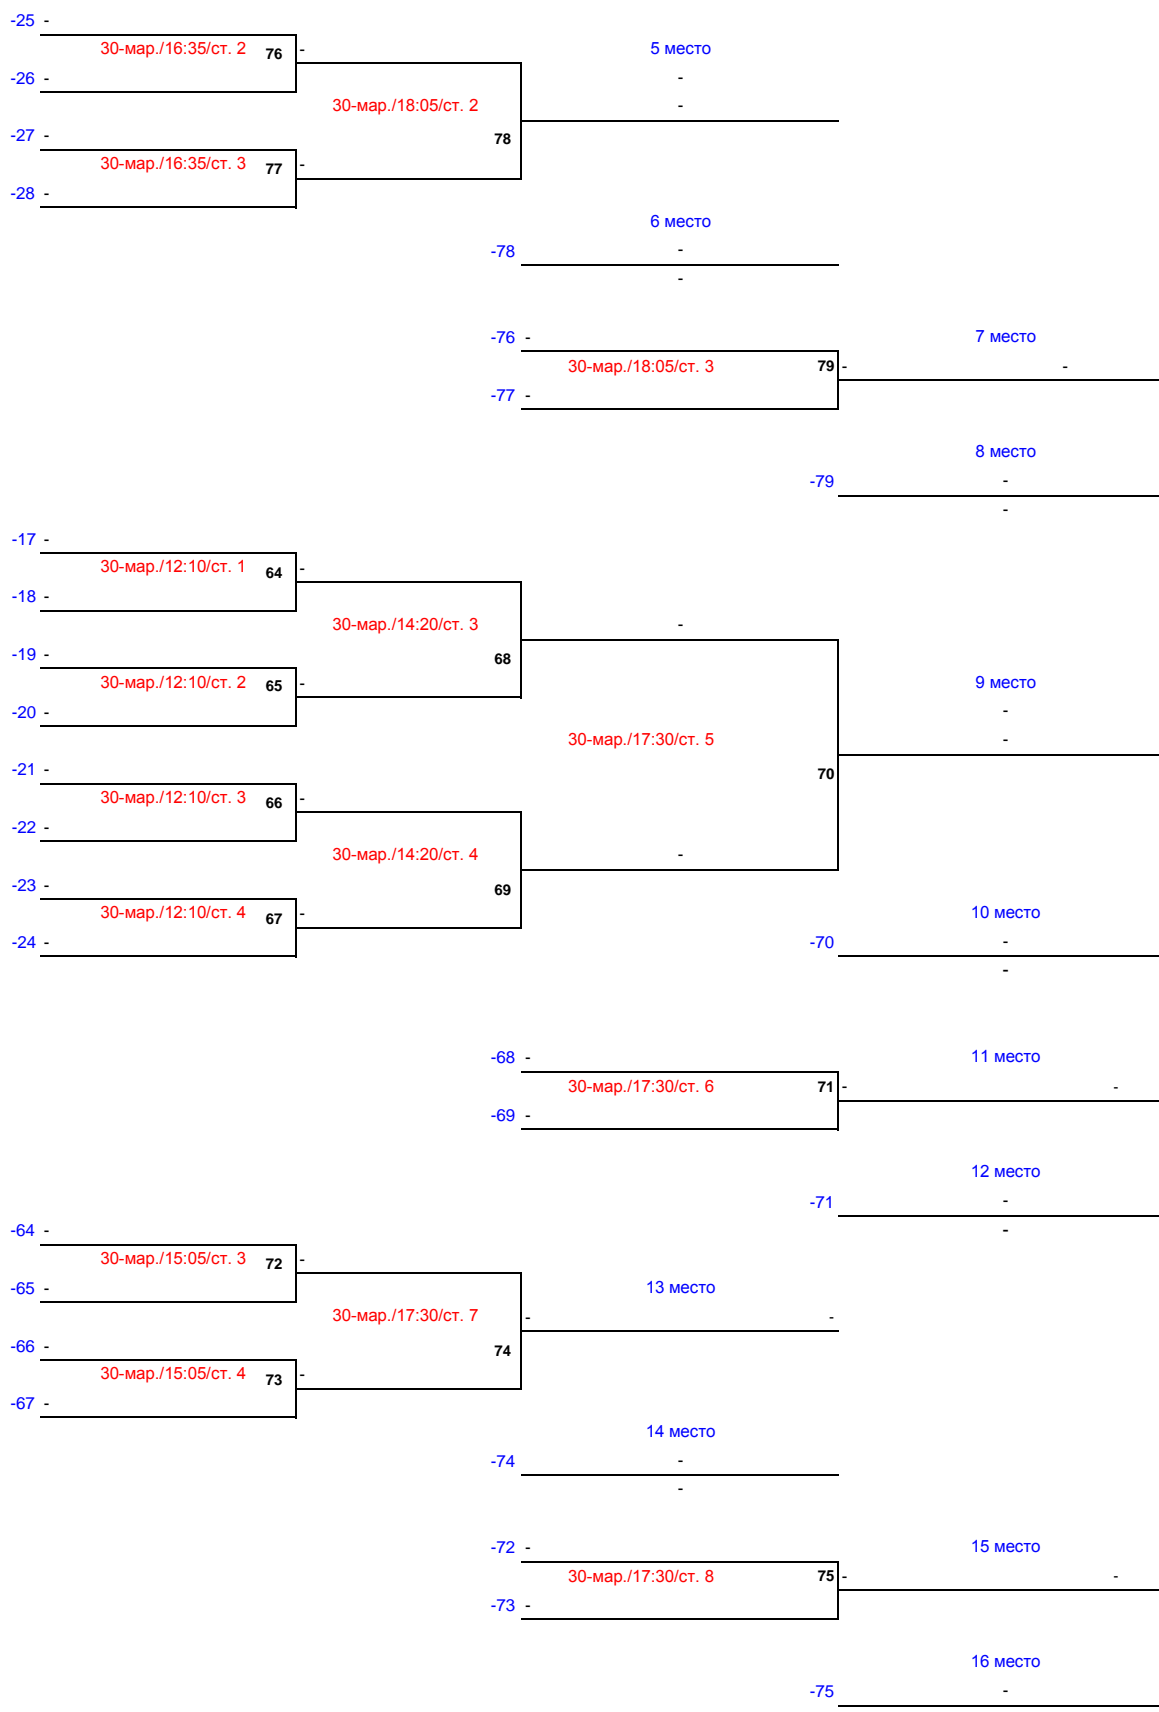 -25 -
30-мар./16:35/ст. 2 76 - 5 место
-26 - -
30-мар./18:05/ст. 2 -
-27 - 78
30-мар./16:35/ст. 3 77 -
-28 -
6 место
-78 -
-
-76 - 7 место
30-мар./18:05/ст. 3 79 - -
-77 -
8 место
-79 -
-
-17 -
30-мар./12:10/ст. 1 64 -
-18 -
30-мар./14:20/ст. 3 -
-19 - 68
30-мар./12:10/ст. 2 65 - 9 место
-20 - -
30-мар./17:30/ст. 5 -
-21 - 70
30-мар./12:10/ст. 3 66 -
-22 -
30-мар./14:20/ст. 4 -
-23 - 69
30-мар./12:10/ст. 4 67 - 10 место
-24 - -70 -
-
-68 - 11 место
30-мар./17:30/ст. 6 71 - -
-69 -
12 место
-71 -
-64 - -
30-мар./15:05/ст. 3 72 -
-65 - 13 место
30-мар./17:30/ст. 7 - -
-66 - 74
30-мар./15:05/ст. 4 73 -
-67 -
14 место
-74 -
-
-72 - 15 место
30-мар./17:30/ст. 8 75 - -
-73 -
16 место
-75 -